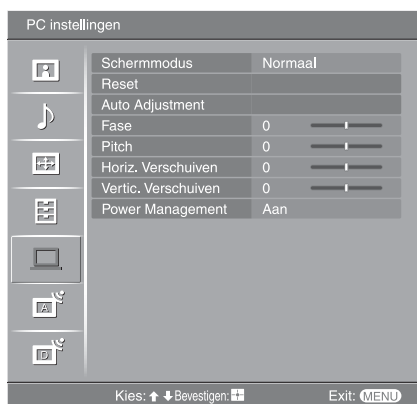 PC instellingen
Schermmodus Normaal
Reset
Auto Adjustment
Fase 0
Pitch 0
Horiz. Verschuiven 0
Vertic. Verschuiven 0
Power Management Aan
A
D
Kies: Bevestigen: Exit: MENU